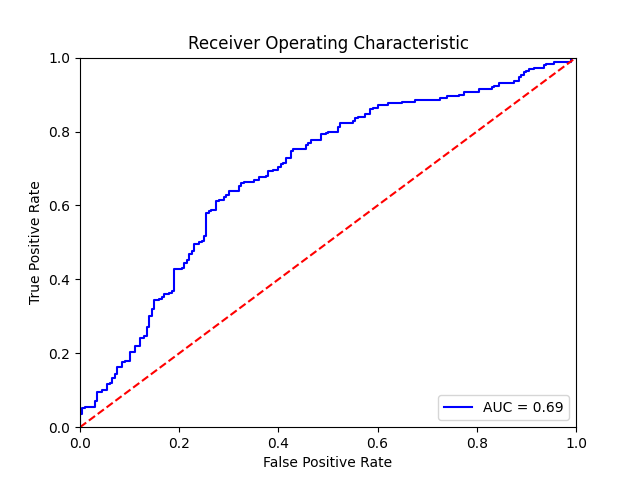 Receiver Operating Characteristic
1.0
0.8
0.6
0.4
0.2
0.0
True Positive Rate
AUC = 0.69
0.0 0.2 0.4 0.6 0.8 1.0
False Positive Rate